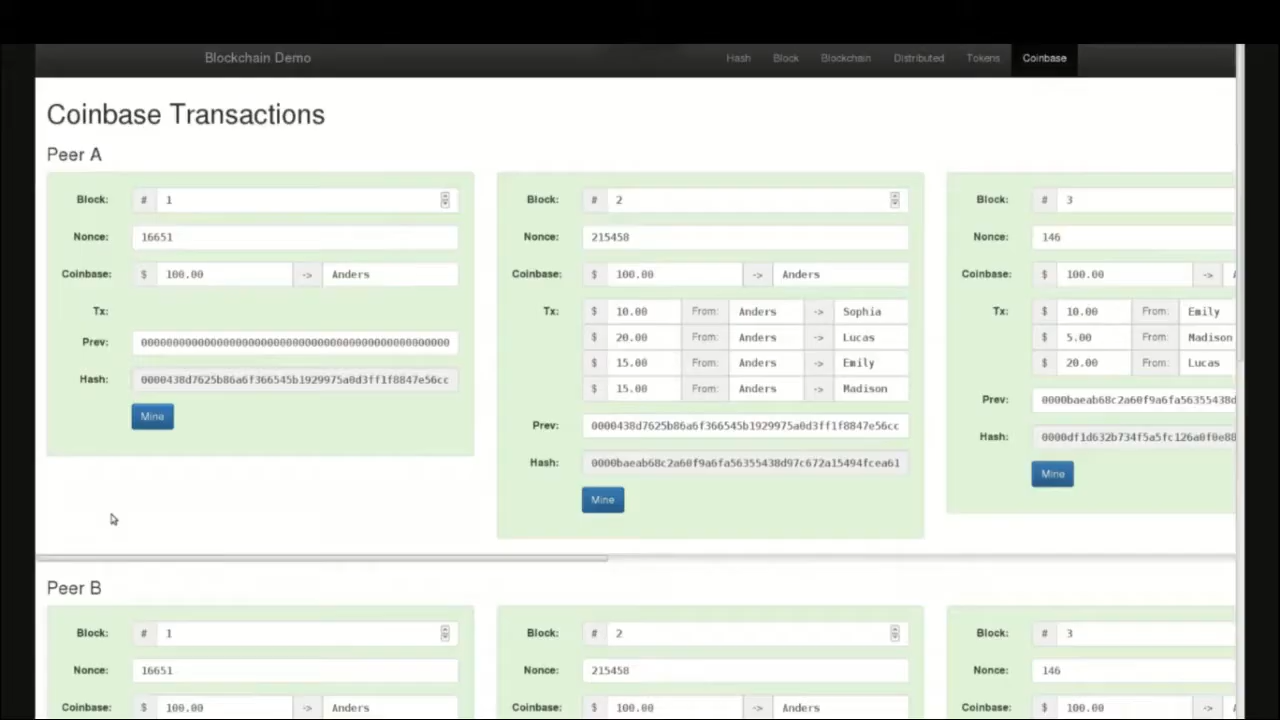 Blockchain Demo Hash Block Blockchain Distributed Tokens Coinbase
Coinbase Transactions
Peer A
Block: # 1
Nonce: 16651
Coinbase: $ 100.00 -> Anders
Tx:
Prev: 00000000000000000000000000000000000000000000000
Hash: 0000438d7625b86a6f366545b1929975a0d3ff1f8847e56cc
Mine
Block: # 2
Nonce: 215458
Coinbase: $ 100.00 -> Anders
Tx: $ 10.00 From: Anders -> Sophia
$ 20.00 From: Anders -> Lucas
$ 15.00 From: Anders -> Emily
$ 15.00 From: Anders -> Madison
Prev: 0000438d7625b86a6f366545b1929975a0d3ff1f8847e56cc
Hash: 0000baeab68c2a60f9a6fa56355438d97c672a15494fcea61
Mine
Block: # 3
Nonce: 146
Coinbase: $ 100.00 ->
Tx: $ 10.00 From: Emily
$ 5.00 From: Madison
$ 20.00 From: Lucas
Prev: 0000baeab68c2a60f9a6fa56355438d
Hash: 0000df1d632b734f5a5fc126a0f0e88
Mine
Peer B
Block: # 1
Nonce: 16651
Coinbase: $ 100.00 -> Anders
Block: # 2
Nonce: 215458
Coinbase: $ 100.00 -> Anders
Block: # 3
Nonce: 146
Coinbase: $ 100.00 ->